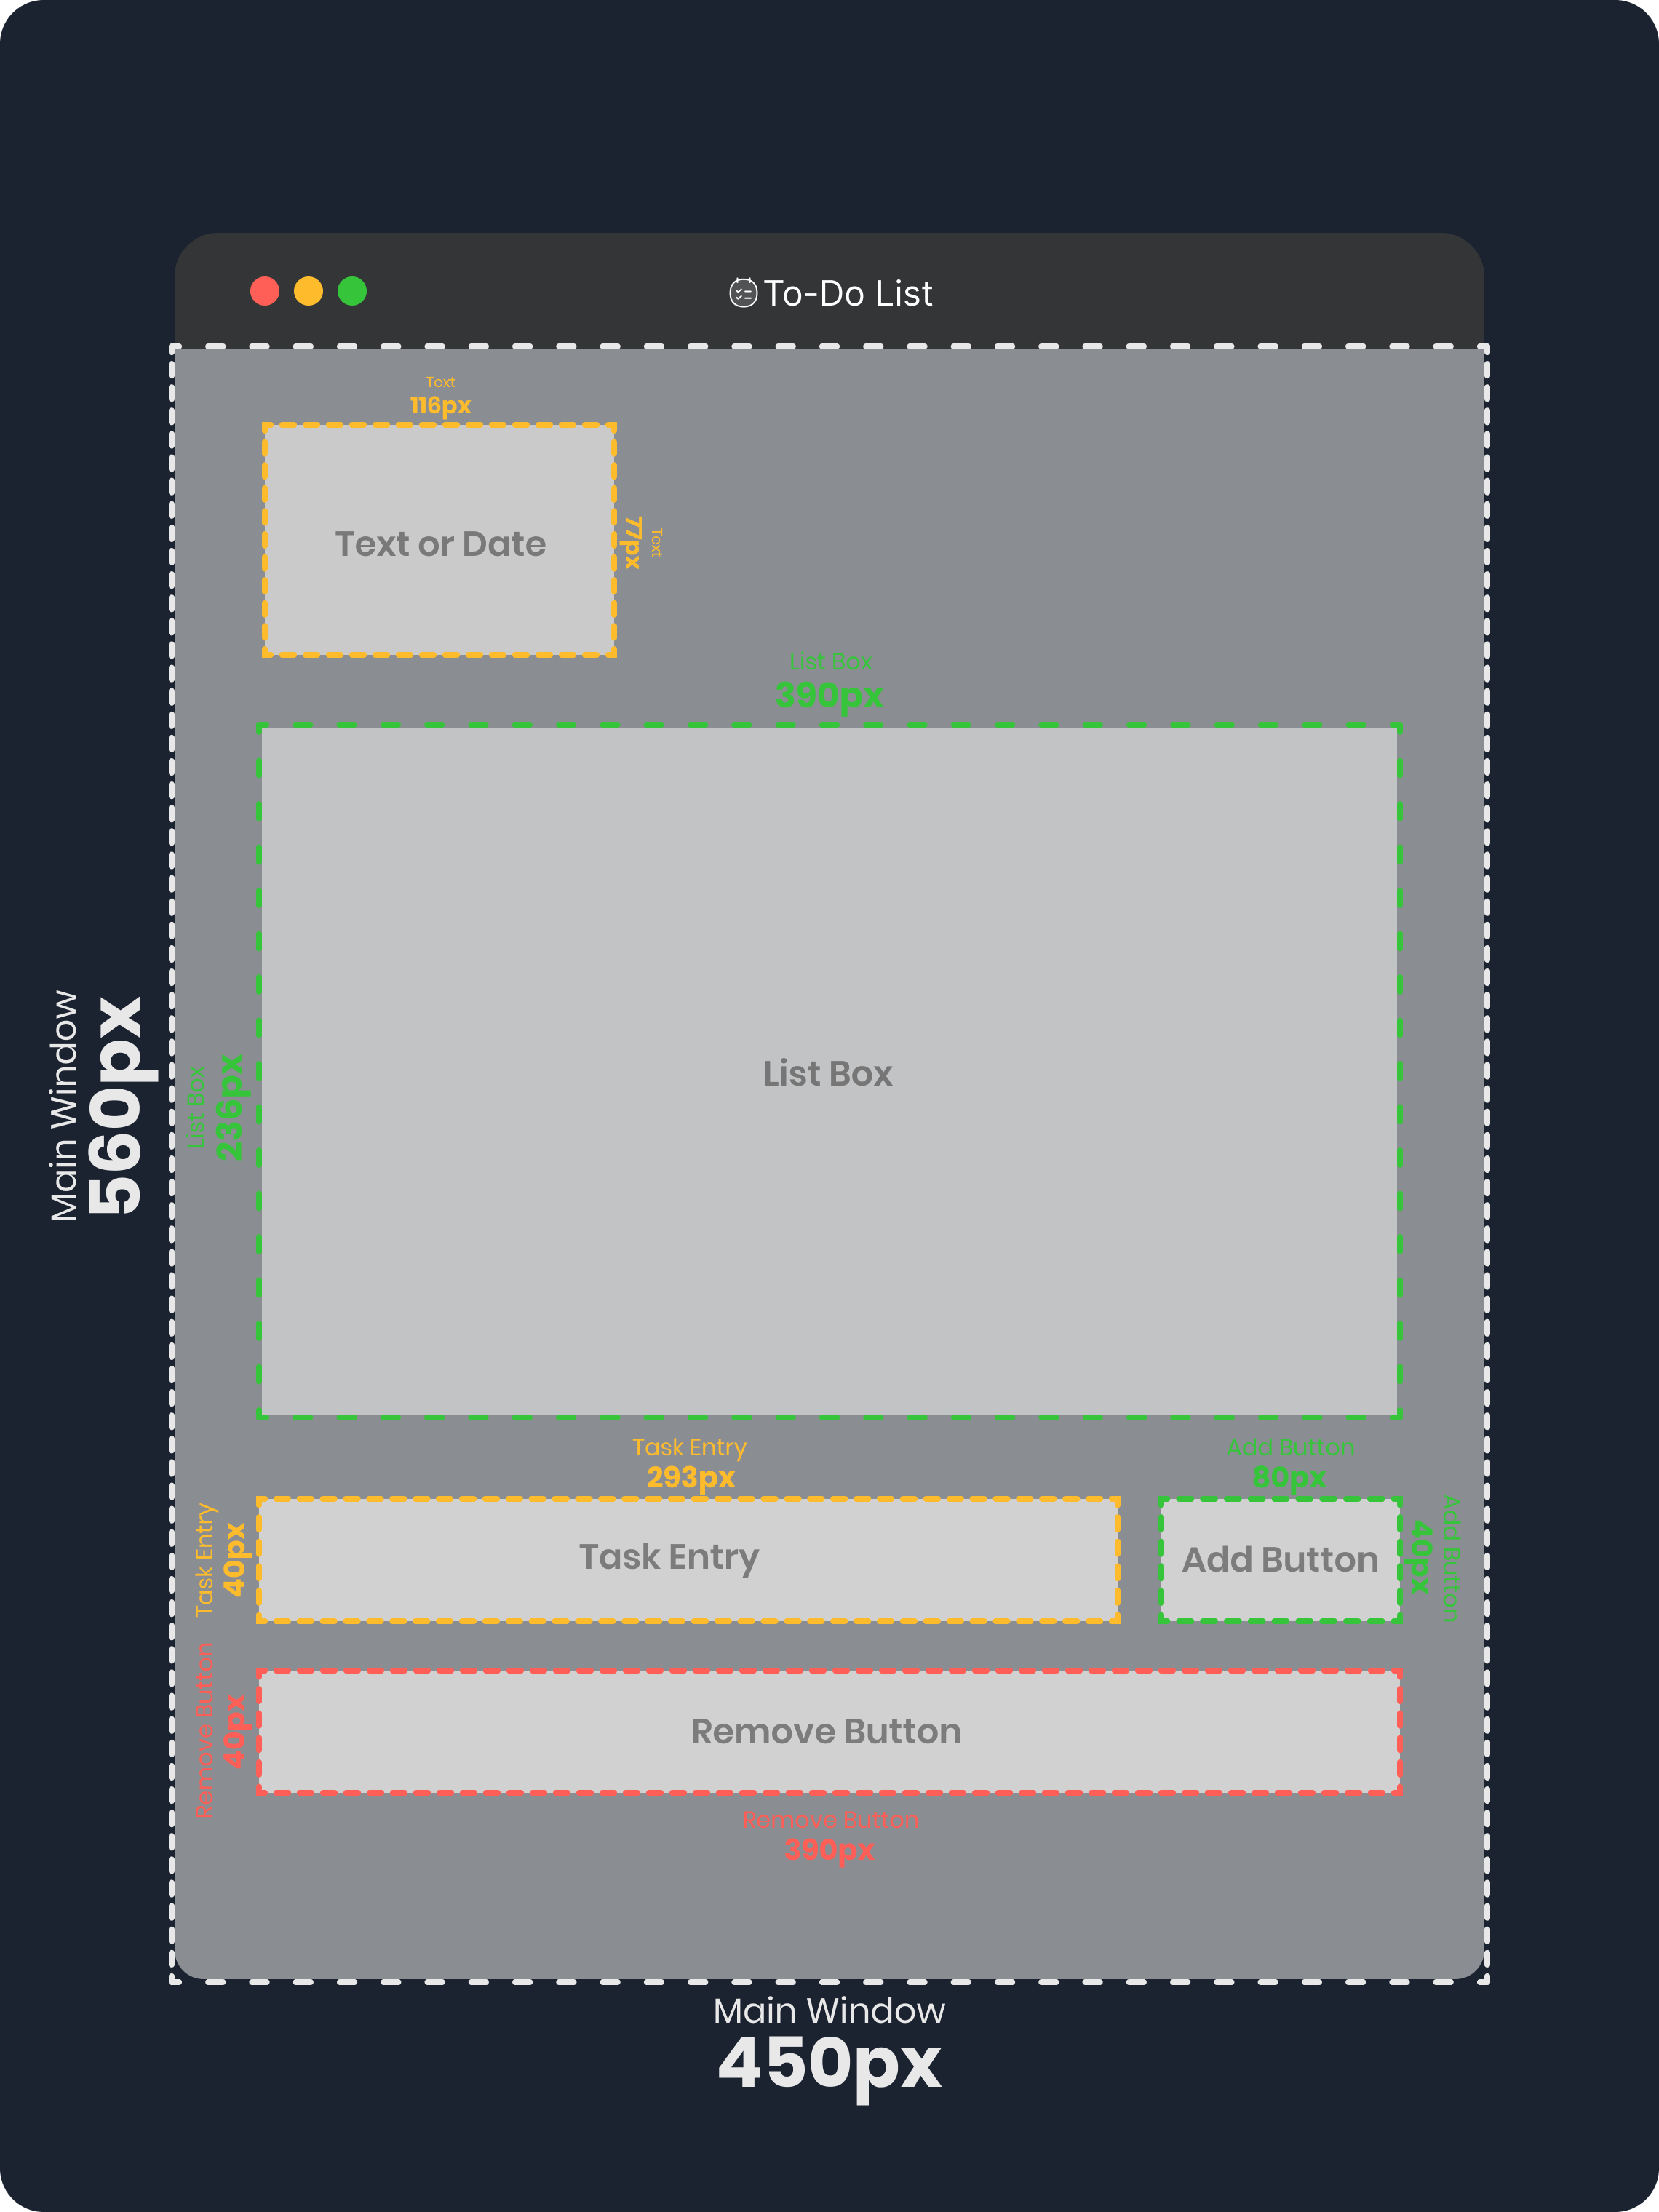 To-Do List
Text
116px
Text or Date
Text
77px
List Box
390px
List Box
List Box
236px
Main Window
560px
Task Entry
293px
Add Button
80px
Task Entry
40px
Task Entry
Add Button
Add Button
40px
Remove Button
40px
Remove Button
Remove Button
390px
Main Window
450px